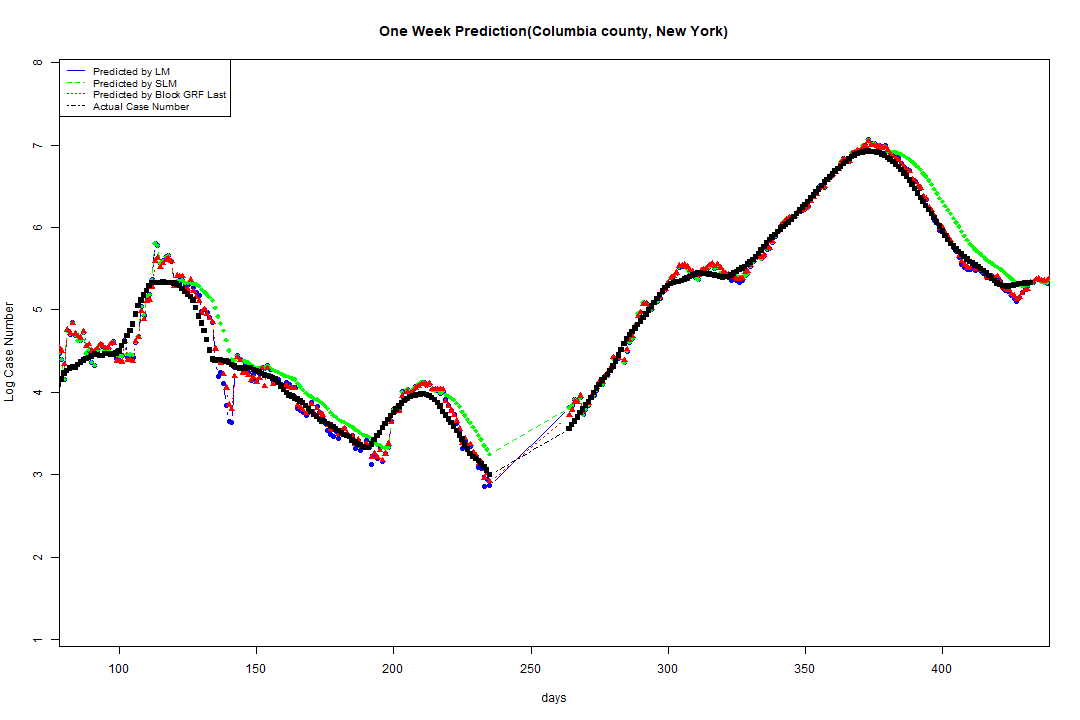 One Week Prediction(Columbia county, New York)
Predicted by LM
Predicted by SLM
Predicted by Block GRF Last
Actual Case Number
8
7
6
5
4
3
2
1
Log Case Number
100 150 200 250 300 350 400
days